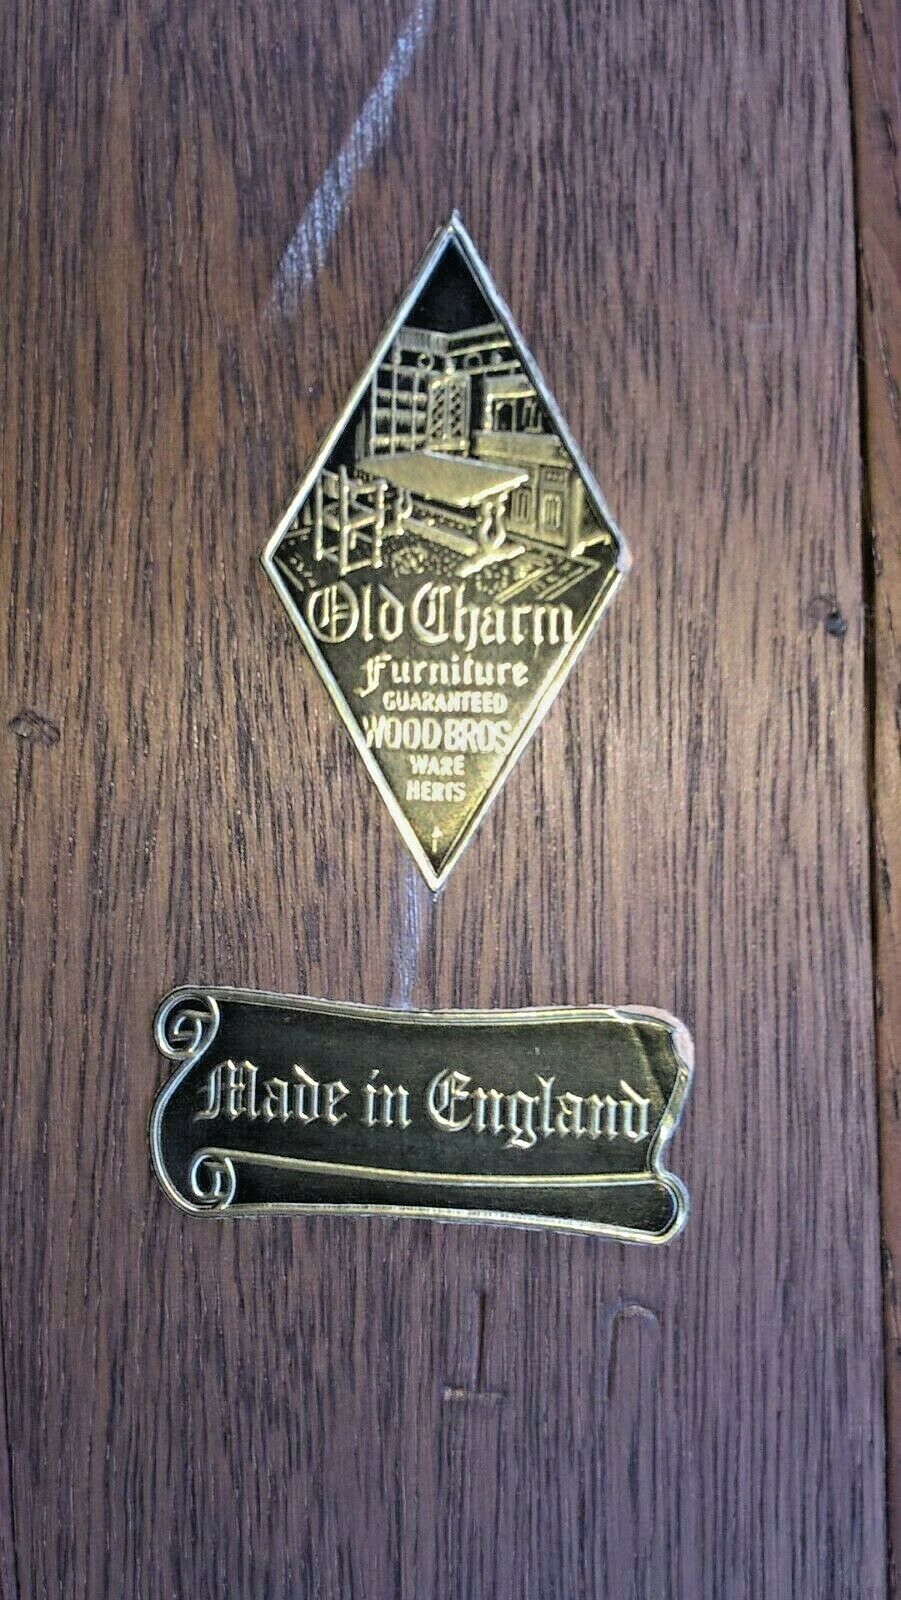 Old Charm
Furniture
GUARANTEED
WOOD BROS
WARE
HERTS
Made in England